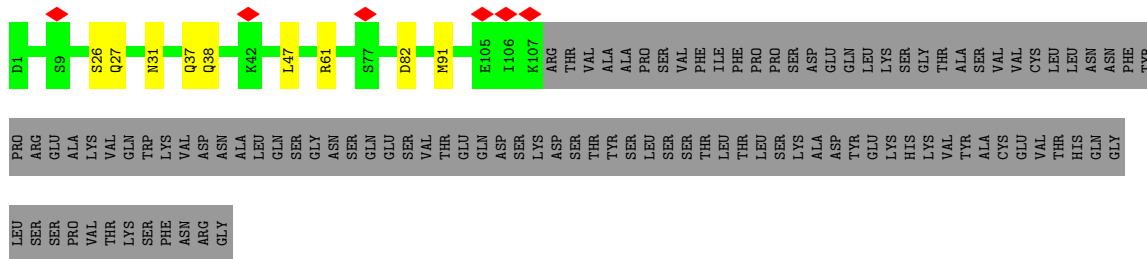 D1 S9 S26 Q27 N31 Q37 Q38 K42 L47 R61 S77 D82 M91 E105 I106 K107 ARG THR VAL ALA ALA PRO SER VAL PHE ILE PHE PRO PRO SER ASP GLU GLN LEU LYS SER GLY THR ALA SER VAL VAL CYS LEU LEU ASN ASN PHE TYR
PRO ARG GLU ALA LYS VAL GLN TRP LYS VAL ASP ASN ALA LEU GLN SER GLY ASN SER GLN GLU SER VAL THR GLU GLN ASP SER LYS ASP SER THR TYR SER LEU SER SER THR LEU THR LEU SER LYS ALA ASP TYR GLU LYS HIS LYS VAL TYR ALA CYS GLU VAL THR HIS GLN GLY
LEU SER SER PRO VAL THR LYS SER PHE ASN ARG GLY